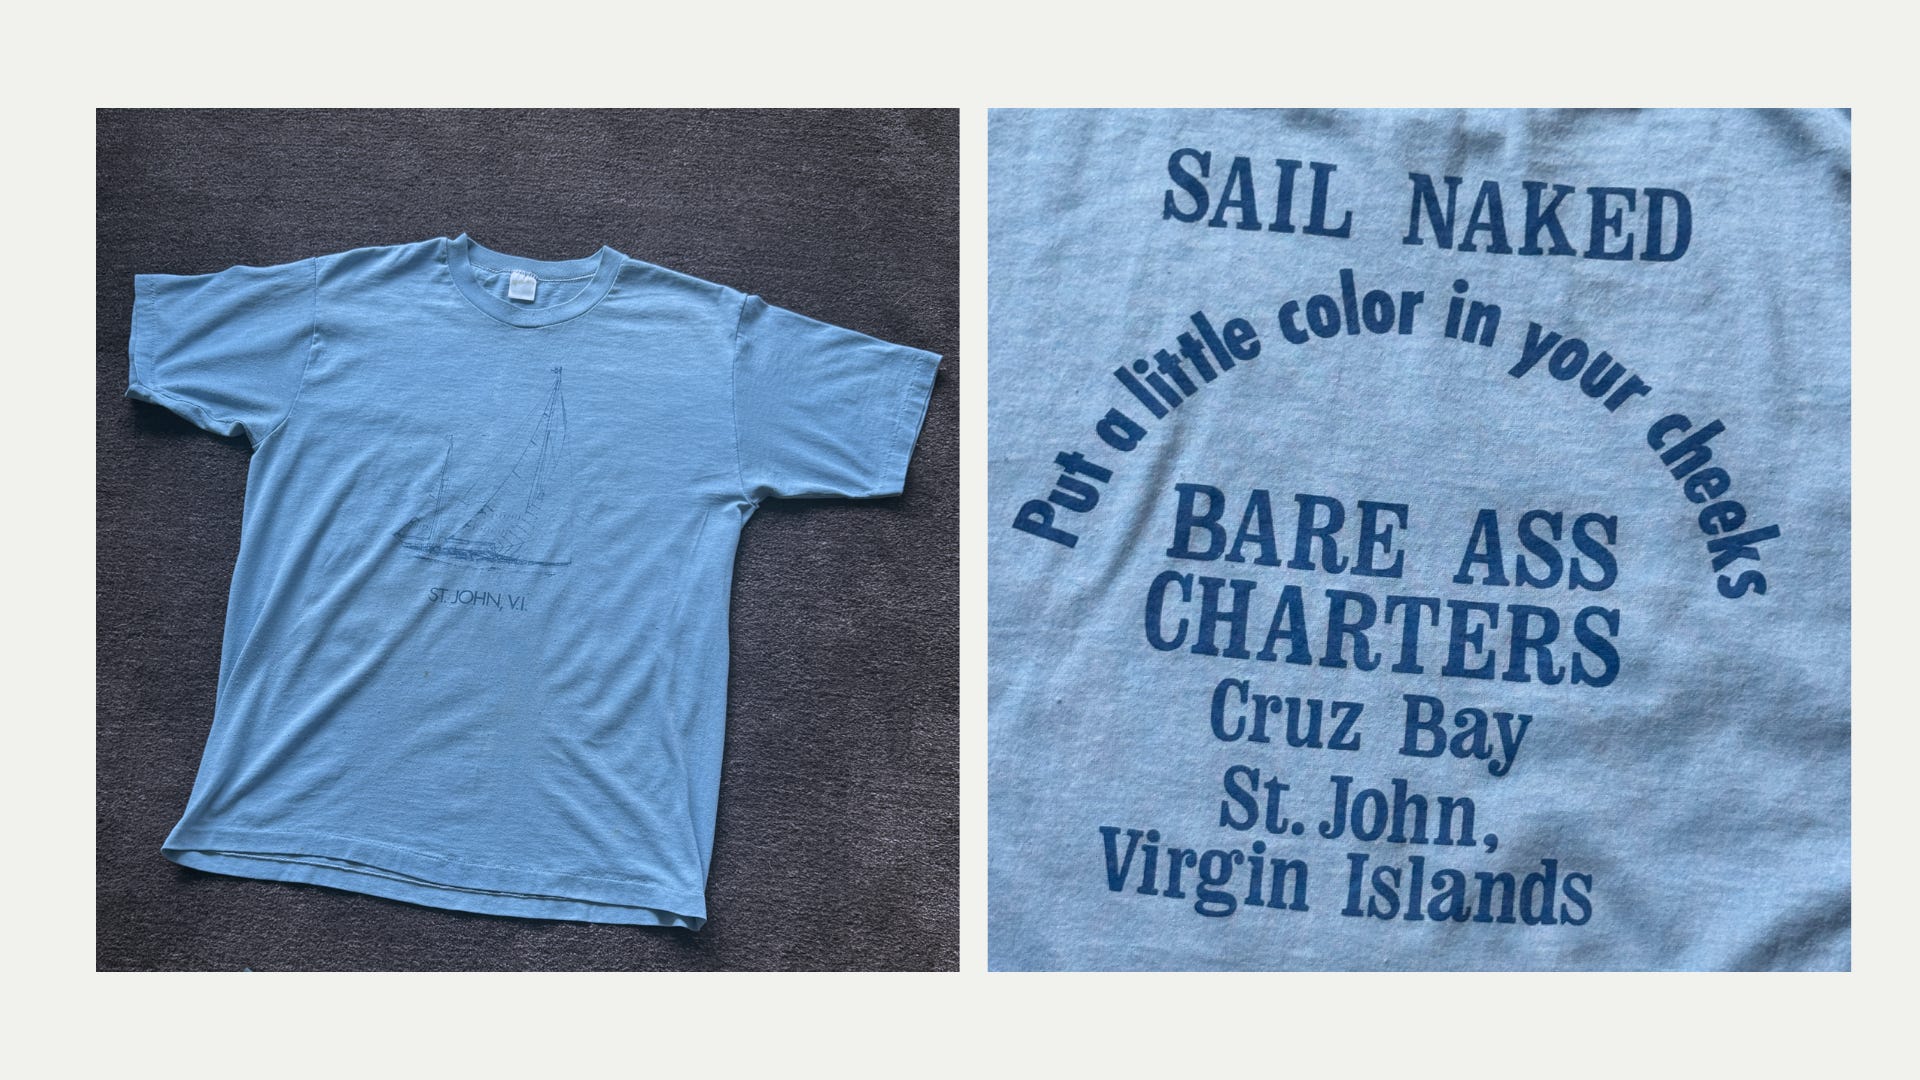 ST. JOHN, V.I.
SAIL NAKED
Put a little color in your cheeks
BARE ASS
CHARTERS
Cruz Bay
St. John,
Virgin Islands